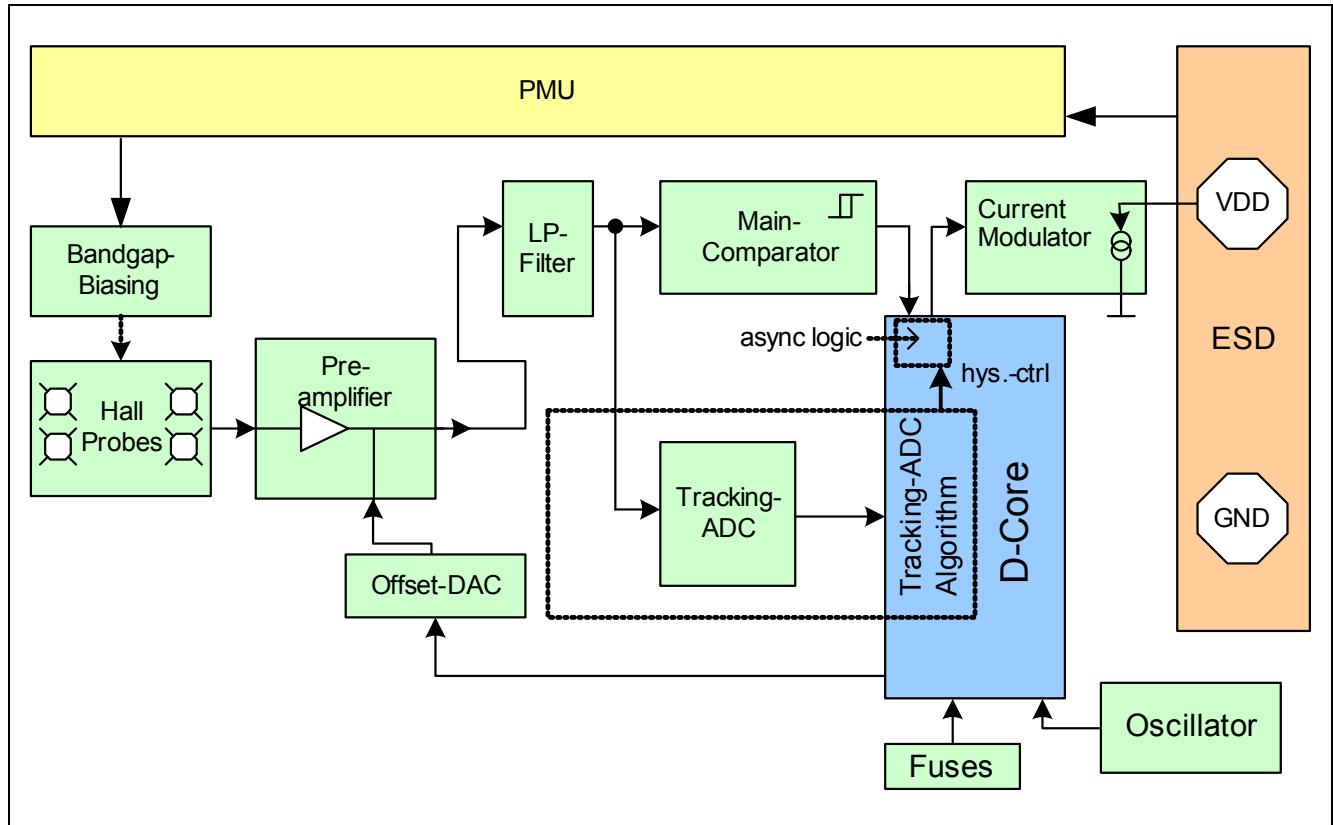 PMU
VDD
ESD
GND
Bandgap-
Biasing
Hall
Probes
Pre-
amplifier
LP-
Filter
Main-
Comparator
Current
Modulator
async logic
hys.-ctrl
Tracking-
ADC
Tracking-ADC
Algorithm
D-Core
Offset-DAC
Fuses
Oscillator